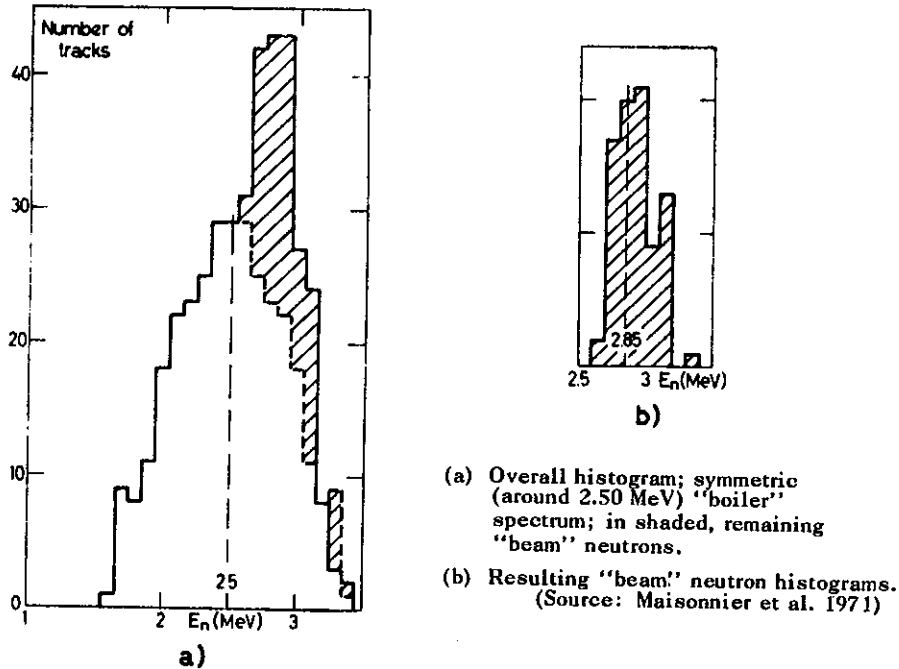 Number of
tracks
40
30
20
10
0
1
2
3
25
E_n(MeV)
a)
2.85
2.5
3
E_n(MeV)
b)
(a) Overall histogram; symmetric
(around 2.50 MeV) "boiler"
spectrum; in shaded, remaining
"beam" neutrons.
(b) Resulting "beam" neutron histograms.
(Source: Maisonnier et al. 1971)